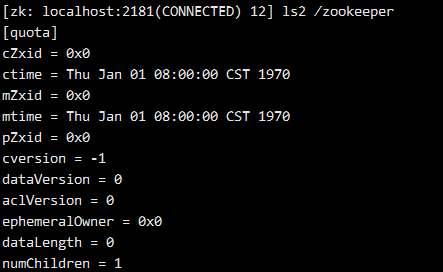 [zk: localhost:2181(CONNECTED) 12] ls2 /zookeeper
[quota]
cZxid = 0x0
ctime = Thu Jan 01 08:00:00 CST 1970
mZxid = 0x0
mtime = Thu Jan 01 08:00:00 CST 1970
pZxid = 0x0
cversion = -1
dataVersion = 0
aclVersion = 0
ephemeralOwner = 0x0
dataLength = 0
numChildren = 1